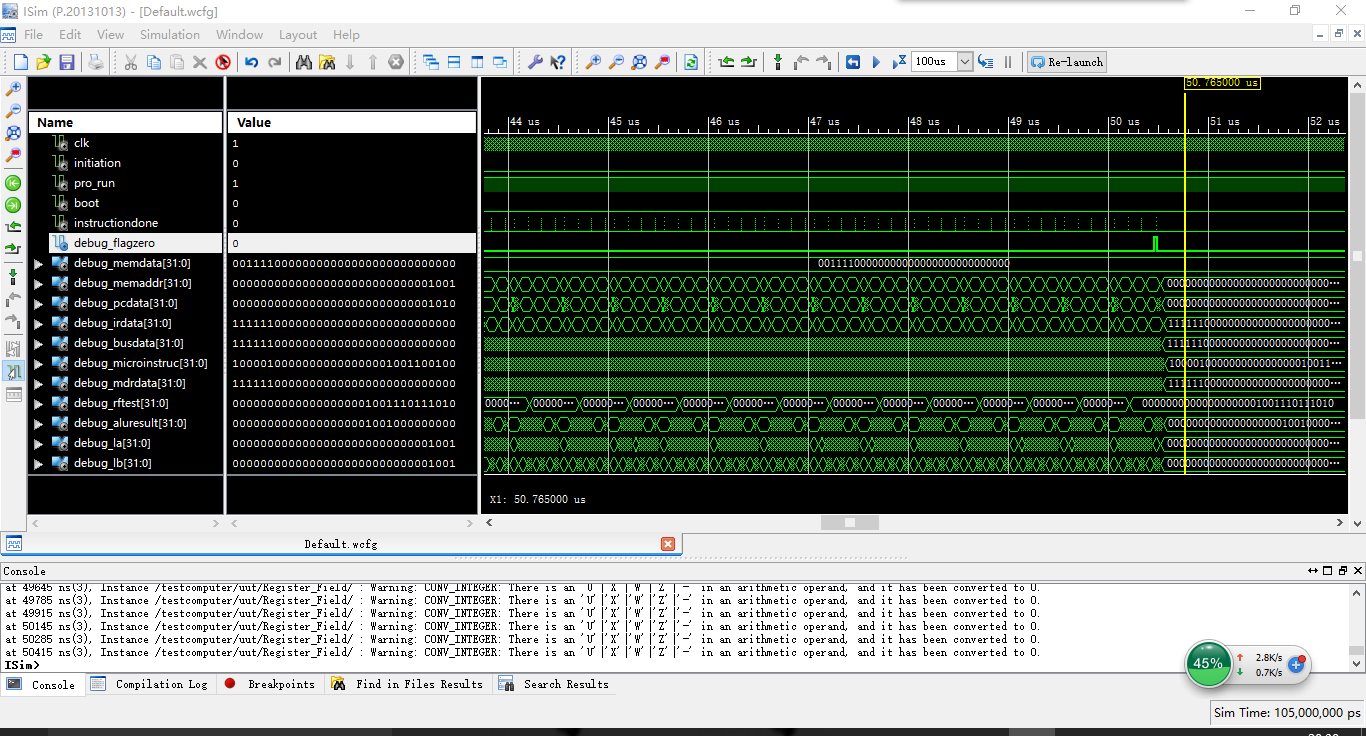 ISim (P.20131013) - [Default.wcfg]
File Edit View Simulation Window Layout Help
100us Re-launch
50.765000 us
Name Value
44 us 45 us 46 us 47 us 48 us 49 us 50 us 51 us 52 us
clk 1
initiation 0
pro_run 1
boot 0
instructiondone 0
debug_flagzero 0
debug_memdata[31:0] 00111100000000000000000000000000 00111100000000000000000000000000
debug_memaddr[31:0] 00000000000000000000000000001001
debug_pcdata[31:0] 00000000000000000000000000001010
debug_irdata[31:0] 11111100000000000000000000000000
debug_busdata[31:0] 11111100000000000000000000000000
debug_microinstruc[31:0]
debug_mdrdata[31:0] 11111100000000000000000000000000
debug_rftest[31:0] 00000000000000000001001110111010 00000··· 00000··· 00000··· 00000··· 00000··· 00000··· 00000··· 00000··· 00000··· 00000··· 00000··· 00000··· 00000··· 00000000000000000001001110111010
debug_aluresult[31:0]
debug_la[31:0] 00000000000000000000000000001001
debug_lb[31:0] 00000000000000000000000000001001
X1: 50.765000 us
Default.wcfg
Console
at 49645 ns(3), Instance /testcomputer/uut/Register_Field/ : Warning: CONV_INTEGER: There is an 'U'|'X'|'W'|'Z'|'-' in an arithmetic operand, and it has been converted to 0.
at 49785 ns(3), Instance /testcomputer/uut/Register_Field/ : Warning: CONV_INTEGER: There is an 'U'|'X'|'W'|'Z'|'-' in an arithmetic operand, and it has been converted to 0.
at 49915 ns(3), Instance /testcomputer/uut/Register_Field/ : Warning: CONV_INTEGER: There is an 'U'|'X'|'W'|'Z'|'-' in an arithmetic operand, and it has been converted to 0.
at 50145 ns(3), Instance /testcomputer/uut/Register_Field/ : Warning: CONV_INTEGER: There is an 'U'|'X'|'W'|'Z'|'-' in an arithmetic operand, and it has been converted to 0.
at 50285 ns(3), Instance /testcomputer/uut/Register_Field/ : Warning: CONV_INTEGER: There is an 'U'|'X'|'W'|'Z'|'-' in an arithmetic operand, and it has been converted to 0.
at 50415 ns(3), Instance /testcomputer/uut/Register_Field/ : Warning: CONV_INTEGER: There is an 'U'|'X'|'W'|'Z'|'-' in an arithmetic operand, and it has been converted to 0.
ISim>
45% 2.8K/s
0.7K/s
Console Compilation Log Breakpoints Find in Files Results Search Results
Sim Time: 105,000,000 ps